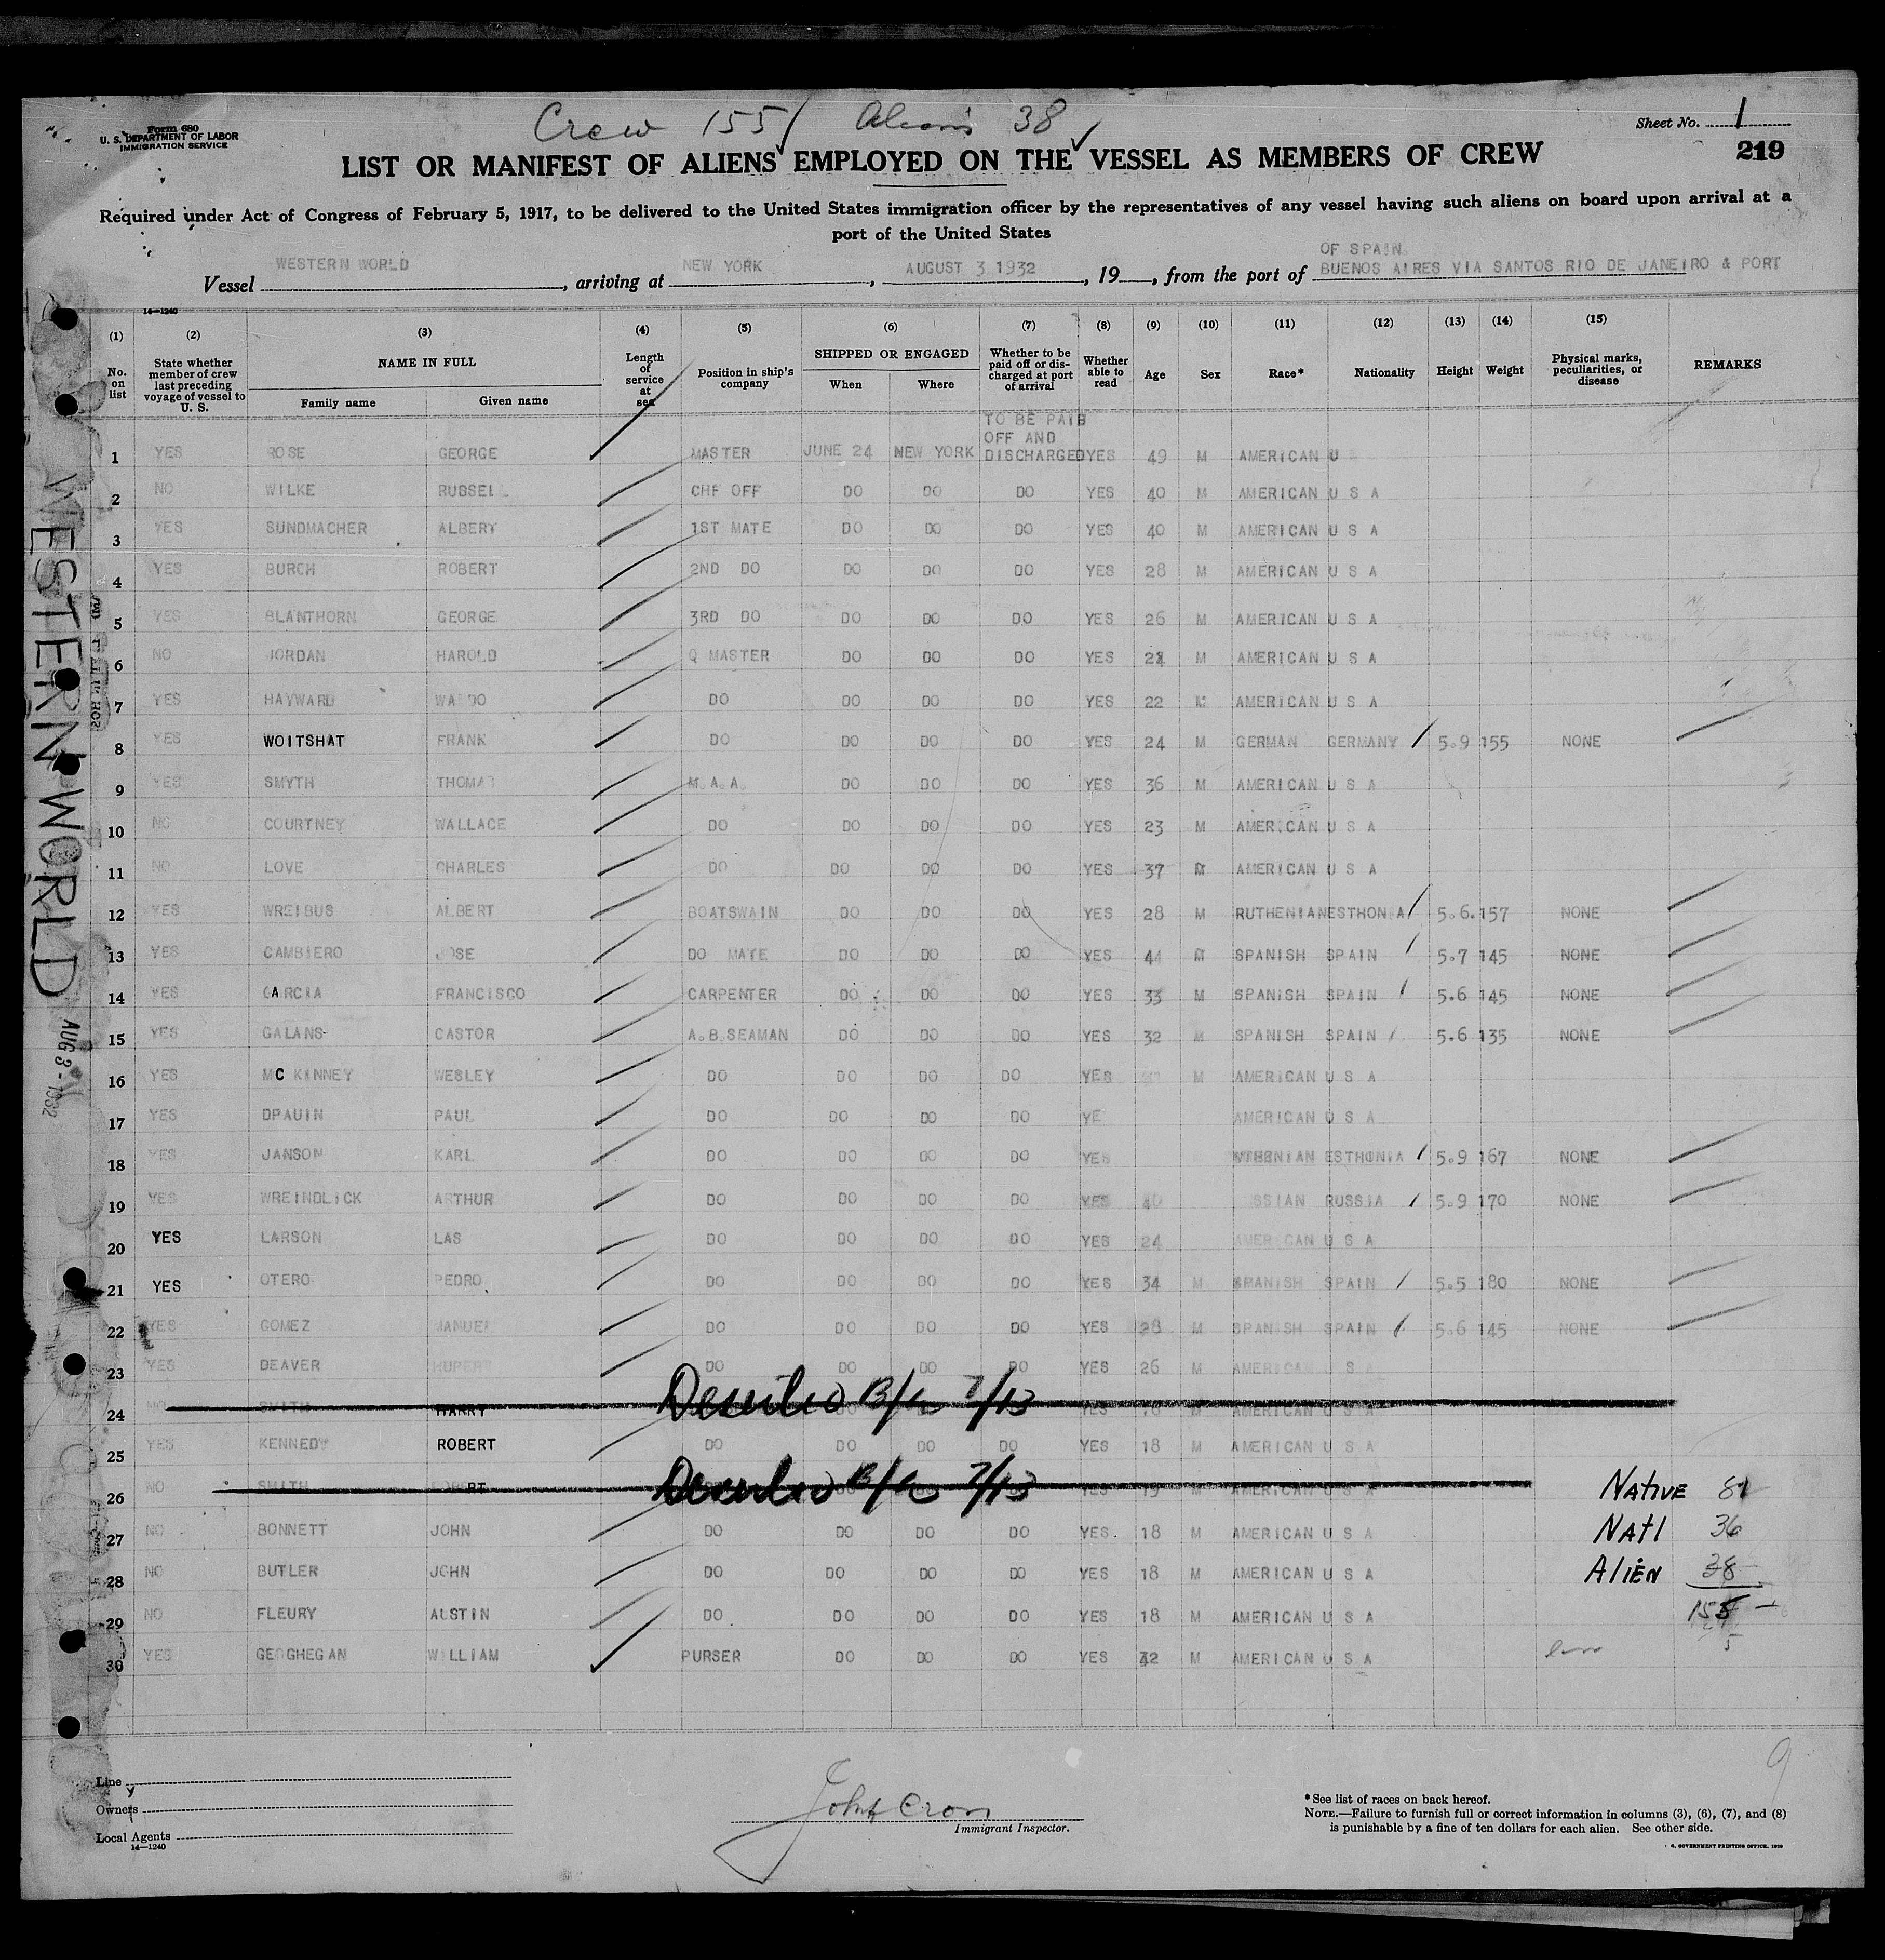 Crew 155 Aliens 38
Form 680
U. S. DEPARTMENT OF LABOR
IMMIGRATION SERVICE
Sheet No. 1
219
LIST OR MANIFEST OF ALIENS EMPLOYED ON THE VESSEL AS MEMBERS OF CREW
Required under Act of Congress of February 5, 1917, to be delivered to the United States immigration officer by the representatives of any vessel having such aliens on board upon arrival at a
port of the United States
OF SPAIN
Vessel WESTERN WORLD, arriving at NEW YORK, AUGUST 3 1932, 19, from the port of BUENOS AIRES VIA SANTOS RIO DE JANEIRO & PORT
14—1240
(1) (2) (3) (4) (5) (6) (7) (8) (9) (10) (11) (12) (13) (14) (15)
No. on list State whether member of crew last preceding voyage of vessel to U. S. NAME IN FULL Family name Given name Length of service at sea Position in ship's company SHIPPED OR ENGAGED When Where Whether to be paid off or discharged at port of arrival Whether able to read Age Sex Race* Nationality Height Weight Physical marks, peculiarities, or disease REMARKS
TO BE PAID
OFF AND
1 YES ROSE GEORGE MASTER JUNE 24 NEW YORK DISCHARGED YES 49 M AMERICAN U
2 NO WILKE RUSSELL CHF OFF DO DO DO YES 40 M AMERICAN U S A
3 YES SUNDMACHER ALBERT 1ST MATE DO DO DO YES 40 M AMERICAN U S A
4 YES BURCH ROBERT 2ND DO DO DO DO YES 28 M AMERICAN U S A
5 YES BLANTHORN GEORGE 3RD DO DO DO DO YES 26 M AMERICAN U S A
6 NO JORDAN HAROLD Q MASTER DO DO DO YES M AMERICAN U S A
7 YES HAYWARD WALDO DO DO DO DO YES 22 M AMERICAN U S A
8 YES WOITSHAT FRANK DO DO DO DO YES 24 M GERMAN GERMANY 5.9 155 NONE
9 YES SMYTH THOMAS M.A.A. DO DO DO YES 36 M AMERICAN U S A
10 NO COURTNEY WALLACE DO DO DO DO YES 23 M AMERICAN U S A
11 NO LOVE CHARLES DO DO DO DO YES 37 M AMERICAN U S A
12 YES WREIBUS ALBERT BOATSWAIN DO DO DO YES 28 M RUTHENIAN ESTHONIA 5.6. 157 NONE
13 YES CAMBIERO JOSE DO MATE DO DO DO YES 44 M SPANISH SPAIN 5.7 145 NONE
14 YES GARCIA FRANCISCO CARPENTER DO DO DO YES 33 M SPANISH SPAIN 5.6 145 NONE
15 YES GALANS CASTOR A.B.SEAMAN DO DO DO YES 32 M SPANISH SPAIN 5.6 135 NONE
16 YES MC KINNEY WESLEY DO DO DO DO YES M AMERICAN U S A
17 YES DPAUIN PAUL DO DO DO DO YE AMERICAN U S A
18 YES JANSON KARL DO DO DO DO YES ESTHONIA 5.9 167 NONE
19 YES WREINDLICK ARTHUR DO DO DO DO YES 40 SSIAN RUSSIA 5.9 170 NONE
20 YES LARSON LAS DO DO DO DO YES 24 AMERICAN U S A
21 YES OTERO PEDRO DO DO DO DO YES 34 M SPANISH SPAIN 5.5 180 NONE
22 YES GOMEZ MANUEL DO DO DO DO YES 28 M SPANISH SPAIN 5.6 145 NONE
23 YES DEAVER HUPERT DO DO DO DO YES 26 M AMERICAN U S A
24 NO SMITH HARRY 7/13 YES AMERICAN U S A
25 YES KENNEDY ROBERT DO DO DO DO YES 18 M AMERICAN U S A
26 NO SMITH 7/13 YES 19 M AMERICAN U S A
27 NO BONNETT JOHN DO DO DO DO YES. 18 M AMERICAN U S A
28 NO BUTLER JOHN DO DO DO DO YES 18 M AMERICAN U S A
29 NO FLEURY AUSTIN DO DO DO DO YES 18 M AMERICAN U S A
30 YES GEOGHEGAN WILLIAM PURSER DO DO DO YES 32 M AMERICAN U S A
NATIVE 81
NATL 36
ALIEN 38
155
WESTERN WORLD
AUG 3 - 1932
Line
Owners
Local Agents
14—1240
John Cron
Immigrant Inspector.
*See list of races on back hereof.
NOTE.—Failure to furnish full or correct information in columns (3), (6), (7), and (8)
is punishable by a fine of ten dollars for each alien. See other side.
9